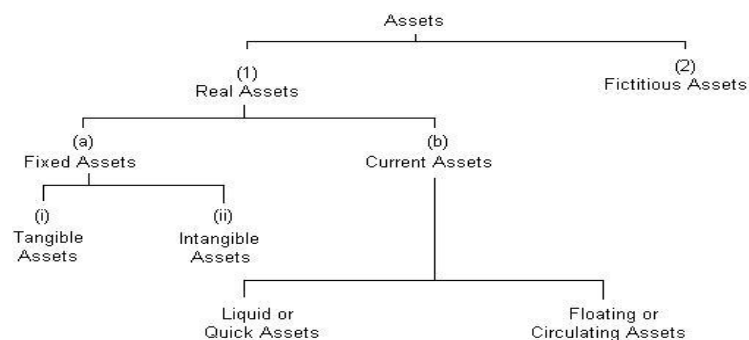 Assets
(1)
Real Assets
(2)
Fictitious Assets
(a)
Fixed Assets
(b)
Current Assets
(i)
Tangible
Assets
(ii)
Intangible
Assets
Liquid or
Quick Assets
Floating or
Circulating Assets